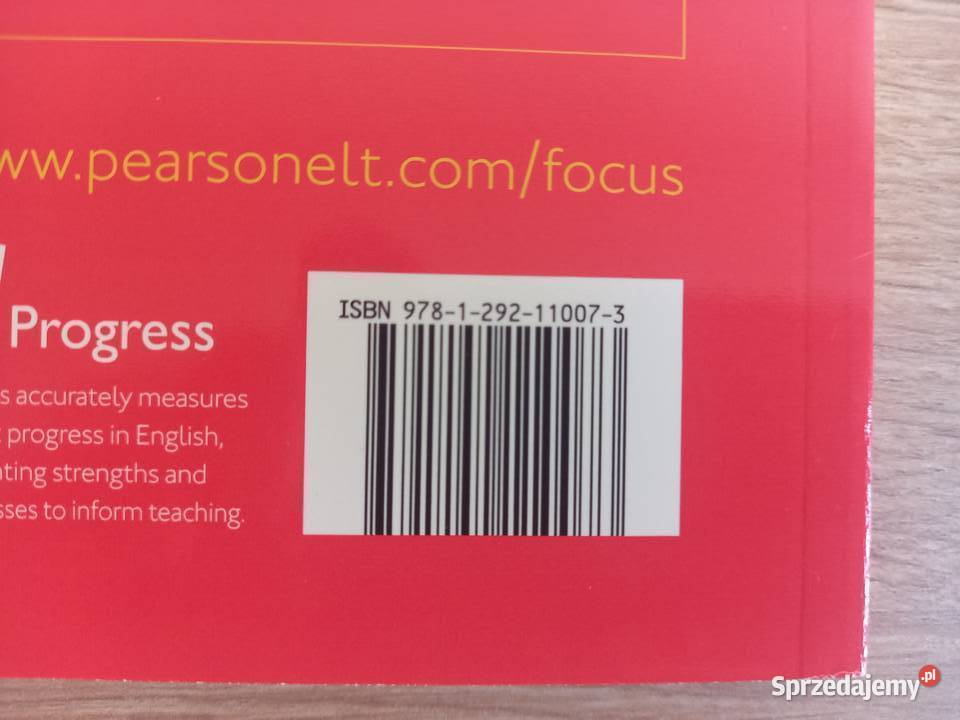 ww.pearsonelt.com/focus
ISBN 978-1-292-11007-3
Progress
s accurately measures
progress in English,
ting strengths and
sses to inform teaching.
Sprzedajemy.pl